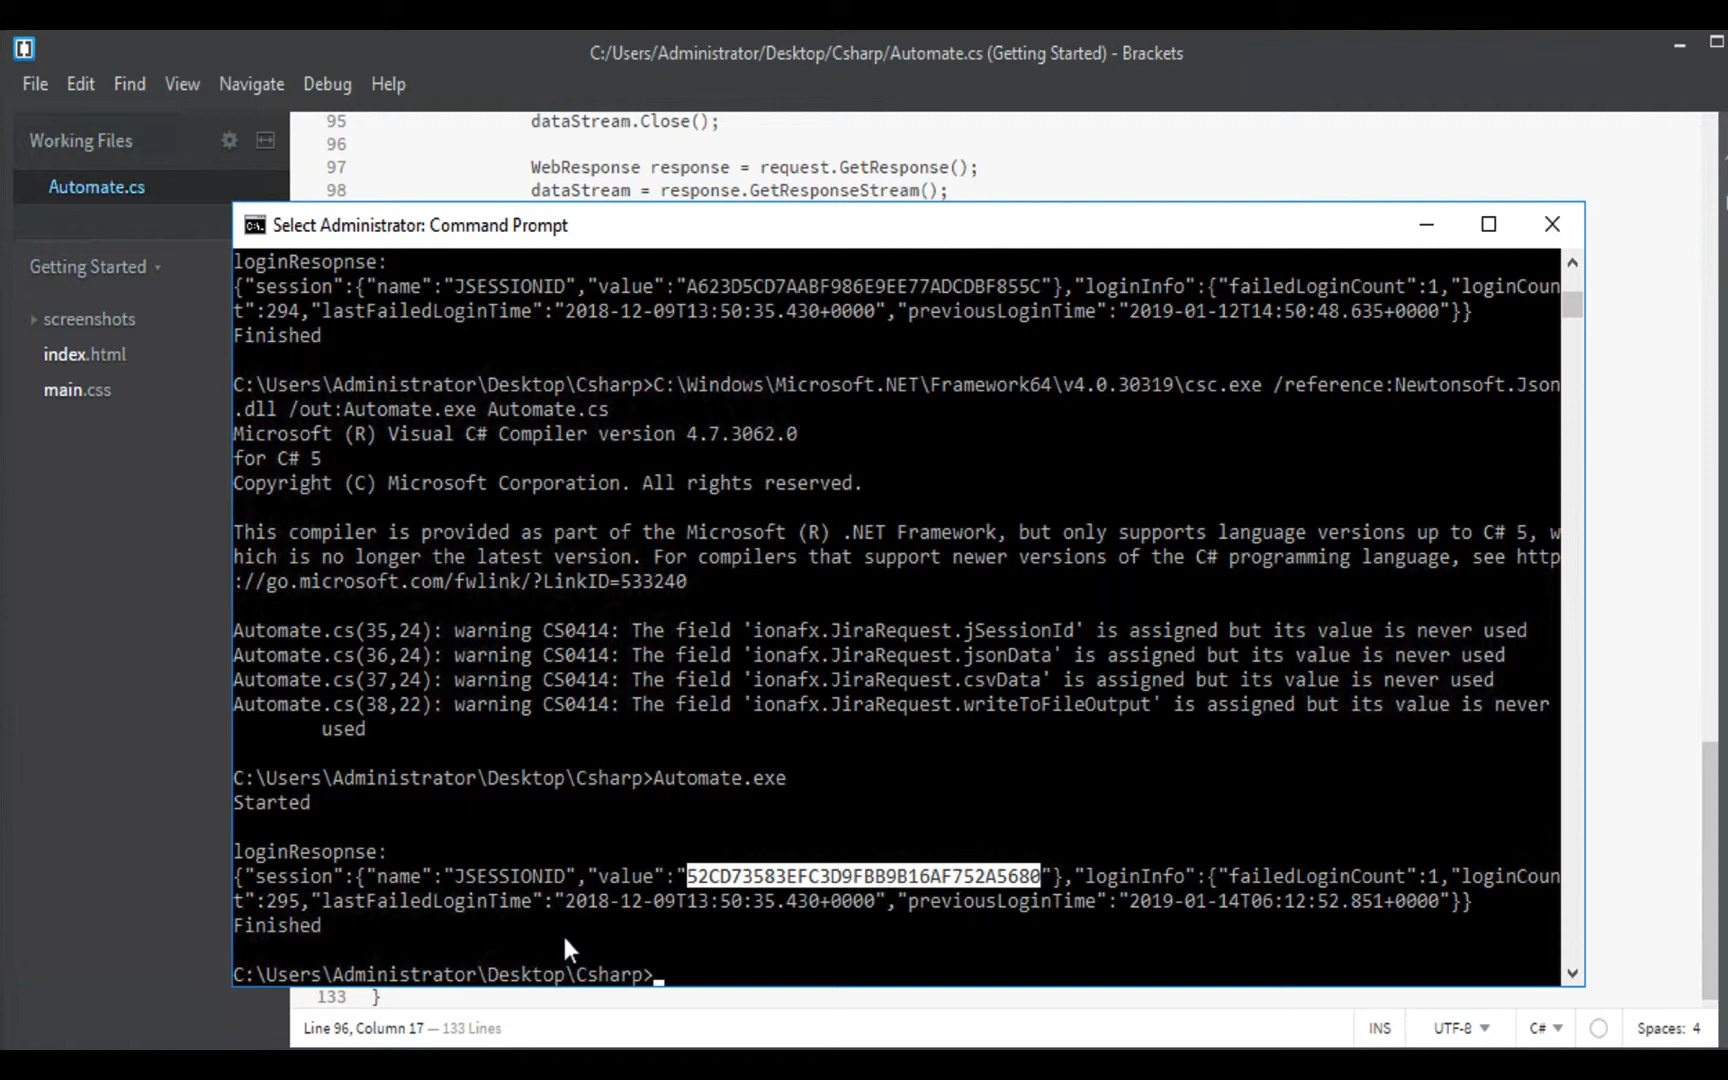 C:/Users/Administrator/Desktop/Csharp/Automate.cs (Getting Started) - Brackets
File Edit Find View Navigate Debug Help
Working Files
Automate.cs
Getting Started
screenshots
index.html
main.css
95 dataStream.Close();
96
97 WebResponse response = request.GetResponse();
98 dataStream = response.GetResponseStream();
Select Administrator: Command Prompt
loginResopnse:
{"session":{"name":"JSESSIONID","value":"A623D5CD7AABF986E9EE77ADCDBF855C"},"loginInfo":{"failedLoginCount":1,"loginCoun
t":294,"lastFailedLoginTime":"2018-12-09T13:50:35.430+0000","previousLoginTime":"2019-01-12T14:50:48.635+0000"}}
Finished
C:\Users\Administrator\Desktop\Csharp>C:\Windows\Microsoft.NET\Framework64\v4.0.30319\csc.exe /reference:Newtonsoft.Json
.dll /out:Automate.exe Automate.cs
Microsoft (R) Visual C# Compiler version 4.7.3062.0
for C# 5
Copyright (C) Microsoft Corporation. All rights reserved.
This compiler is provided as part of the Microsoft (R) .NET Framework, but only supports language versions up to C# 5, w
hich is no longer the latest version. For compilers that support newer versions of the C# programming language, see http
://go.microsoft.com/fwlink/?LinkID=533240
Automate.cs(35,24): warning CS0414: The field 'ionafx.JiraRequest.jSessionId' is assigned but its value is never used
Automate.cs(36,24): warning CS0414: The field 'ionafx.JiraRequest.jsonData' is assigned but its value is never used
Automate.cs(37,24): warning CS0414: The field 'ionafx.JiraRequest.csvData' is assigned but its value is never used
Automate.cs(38,22): warning CS0414: The field 'ionafx.JiraRequest.writeToFileOutput' is assigned but its value is never
used
C:\Users\Administrator\Desktop\Csharp>Automate.exe
Started
loginResopnse:
{"session":{"name":"JSESSIONID","value":"52CD73583EFC3D9FBB9B16AF752A5680"},"loginInfo":{"failedLoginCount":1,"loginCoun
t":295,"lastFailedLoginTime":"2018-12-09T13:50:35.430+0000","previousLoginTime":"2019-01-14T06:12:52.851+0000"}}
Finished
C:\Users\Administrator\Desktop\Csharp>
133 }
Line 96, Column 17 — 133 Lines
INS UTF-8 C# Spaces: 4